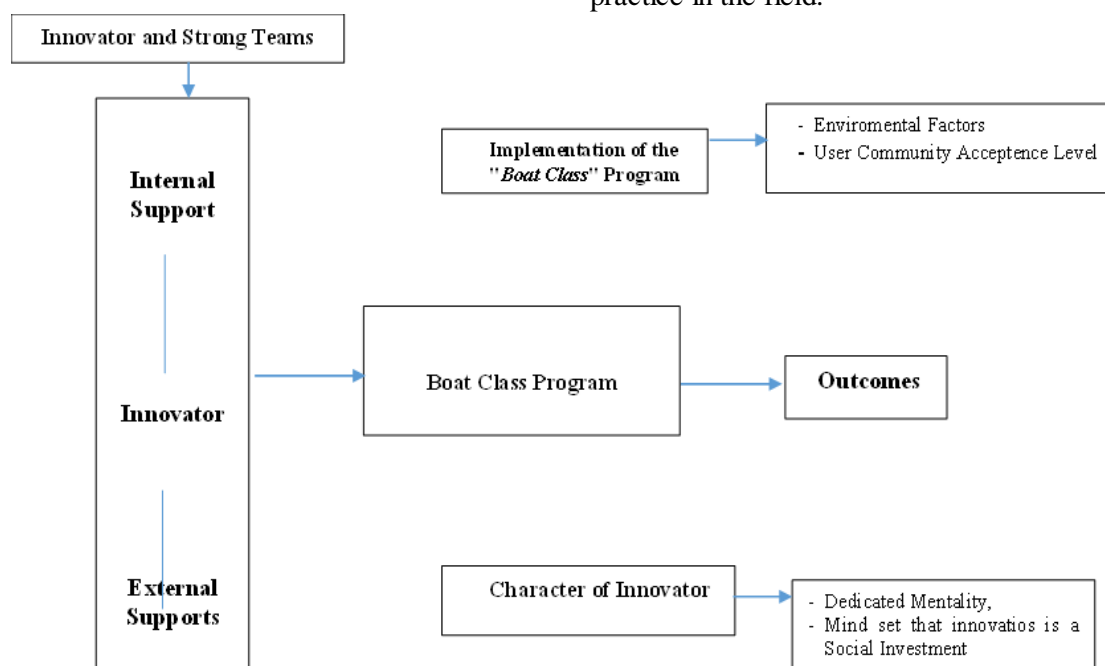 practice in the field.
Innovator and Strong Teams
Internal
Support
Innovator
External
Supports
Implementation of the
"Boat Class" Program
- Enviromental Factors
- User Community Acceptence Level
Boat Class Program
Outcomes
Character of Innovator
- Dedicated Mentality,
- Mind set that innovatios is a
Social Investment